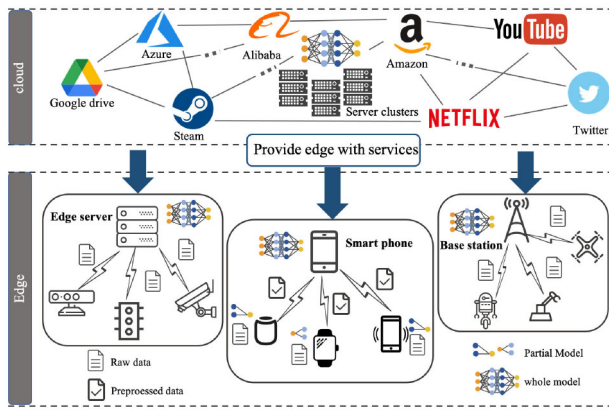 cloud
Azure
Alibaba
a
Amazon
YouTube
Google drive
Steam
Server clusters
NETFLIX
Twitter
Provide edge with services
Edge
Edge server
Smart phone
Base station
Raw data
Preproessed data
Partial Model
whole model